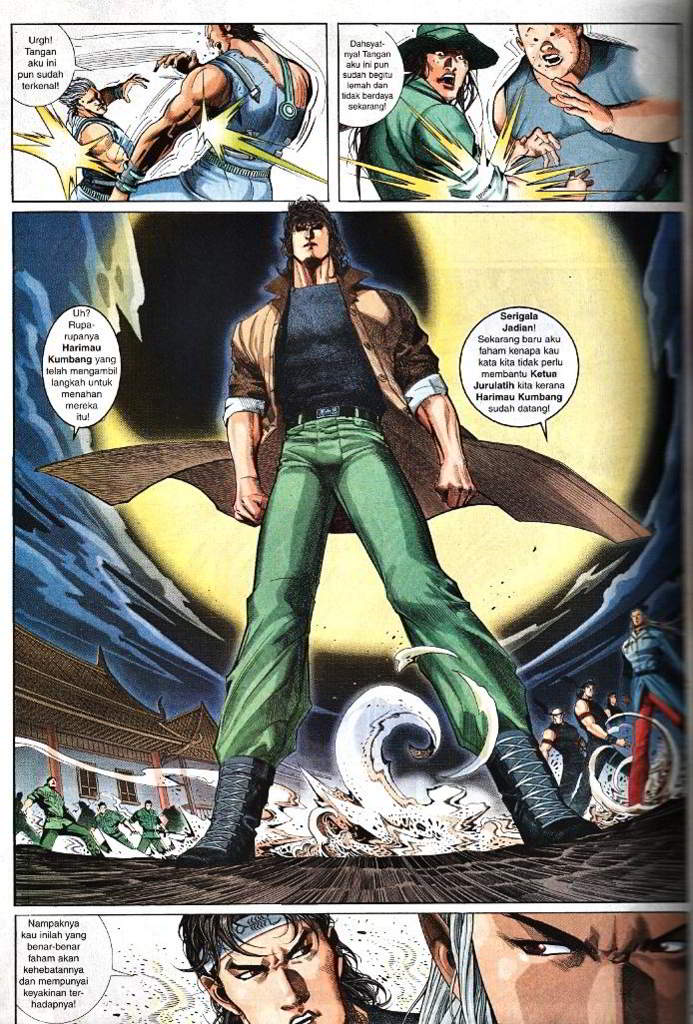 Urgh!
Tangan
aku ini
pun sudah
terkenal!
Dahsyat-
nya! Tangan
aku ini pun
sudah begitu
lemah dan
tidak berdaya
sekarang!
Uh?
Rupa-
rupanya
Harimau
Kumbang yang
telah mengambil
langkah untuk
menahan
mereka
itu!
Serigala
Jadian!
Sekarang baru aku
faham kenapa kau
kata kita tidak perlu
membantu Ketua
Jurulatih kita kerana
Harimau Kumbang
sudah datang!
Nampaknya
kau inilah yang
benar-benar
faham akan
kehebatannya
dan mempunyai
keyakinan ter-
hadapnya!